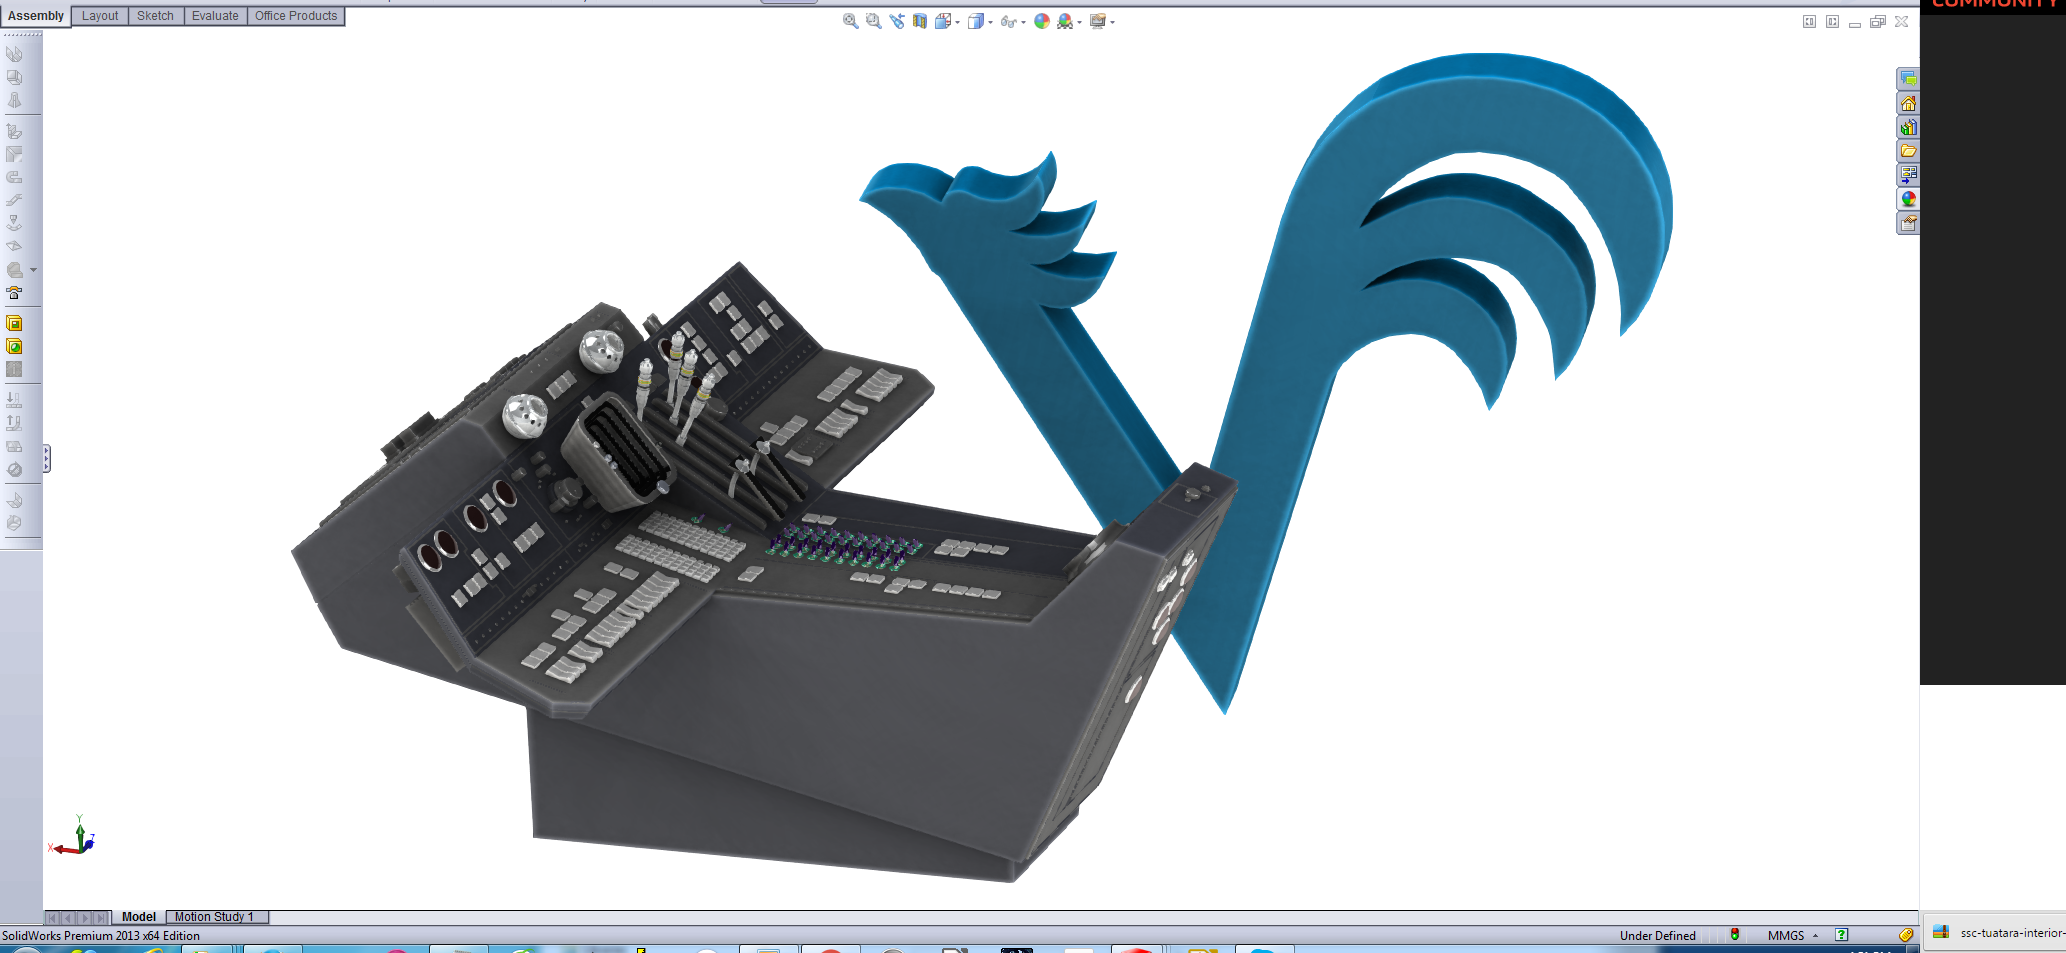 COMMUNITY
Assembly Layout Sketch Evaluate Office Products
Y
X
Z
Model Motion Study 1
SolidWorks Premium 2013 x64 Edition
Under Defined MMGS
ssc-tuatara-interior-